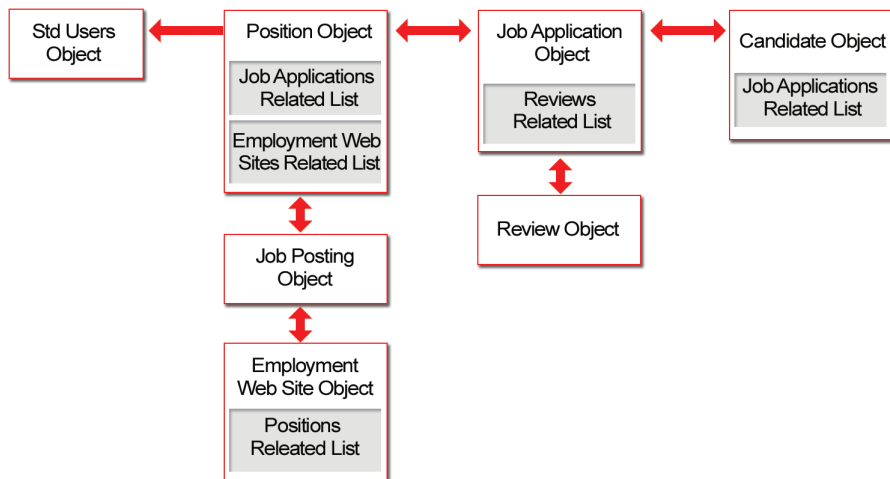 Std Users
Object
Position Object
Job Applications
Related List
Employment Web
Sites Related List
Job Application
Object
Reviews
Related List
Candidate Object
Job Applications
Related List
Review Object
Job Posting
Object
Employment
Web Site Object
Positions
Releated List